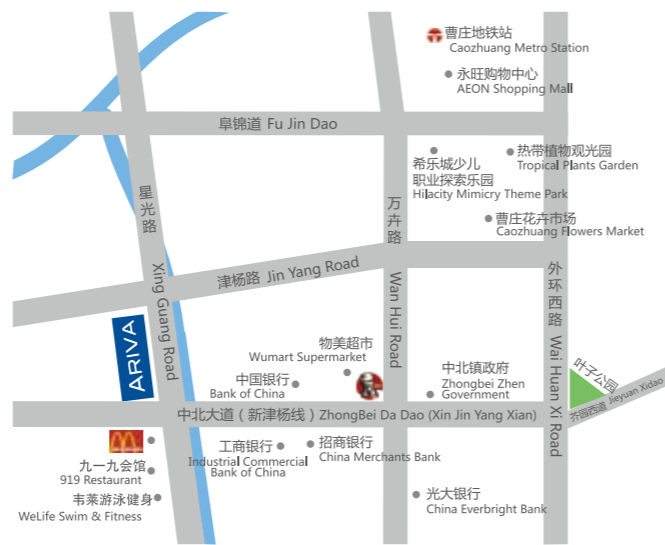 曹庄地铁站
Caozhuang Metro Station
永旺购物中心
AEON Shopping Mall
阜锦道 Fu Jin Dao
希乐城少儿
职业探索乐园
Hilacity Mimicry Theme Park
热带植物观光园
Tropical Plants Garden
曹庄花卉市场
Caozhuang Flowers Market
星光路 Xing Guang Road
万卉路 Wan Hui Road
外环西路 Wai Huan Xi Road
津杨路 Jin Yang Road
ARIVA
物美超市
Wumart Supermarket
KFC
中国银行
Bank of China
中北镇政府
Zhongbei Zhen
Government
叶子公园
芥园西道 Jieyuan Xidao
中北大道（新津杨线）ZhongBei Da Dao (Xin Jin Yang Xian)
九一九会馆
919 Restaurant
韦莱游泳健身
WeLife Swim & Fitness
工商银行
Industrial Commercial
Bank of China
招商银行
China Merchants Bank
光大银行
China Everbright Bank